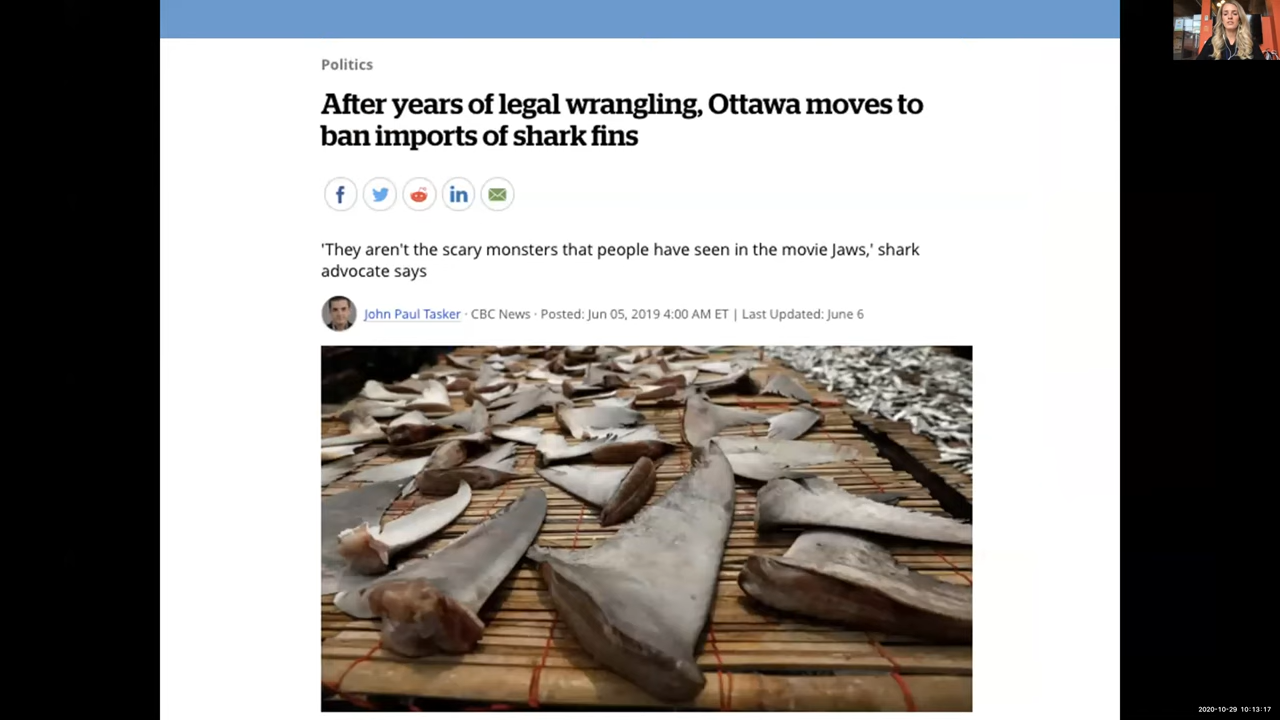 Politics
After years of legal wrangling, Ottawa moves to
ban imports of shark fins
f in
'They aren't the scary monsters that people have seen in the movie Jaws,' shark
advocate says
John Paul Tasker · CBC News · Posted: Jun 05, 2019 4:00 AM ET | Last Updated: June 6
2020-10-29 10:13:17